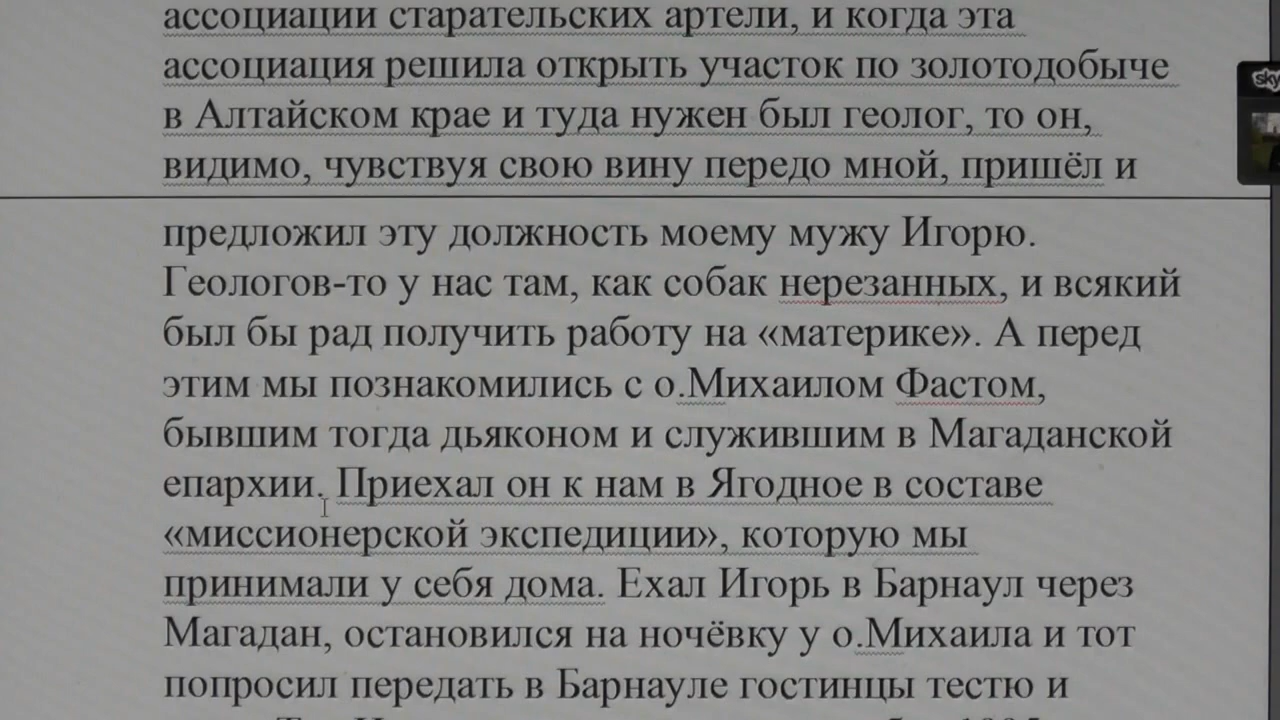 ассоциации старательских артели, и когда эта
ассоциация решила открыть участок по золотодобыче
в Алтайском крае и туда нужен был геолог, то он,
видимо, чувствуя свою вину передо мной, пришёл и
предложил эту должность моему мужу Игорю.
Геологов-то у нас там, как собак нерезанных, и всякий
был бы рад получить работу на «материке». А перед
этим мы познакомились с о.Михаилом Фастом,
бывшим тогда дьяконом и служившим в Магаданской
епархии. Приехал он к нам в Ягодное в составе
«миссионерской экспедиции», которую мы
принимали у себя дома. Ехал Игорь в Барнаул через
Магадан, остановился на ночёвку у о.Михаила и тот
попросил передать в Барнауле гостинцы тестю и
sky